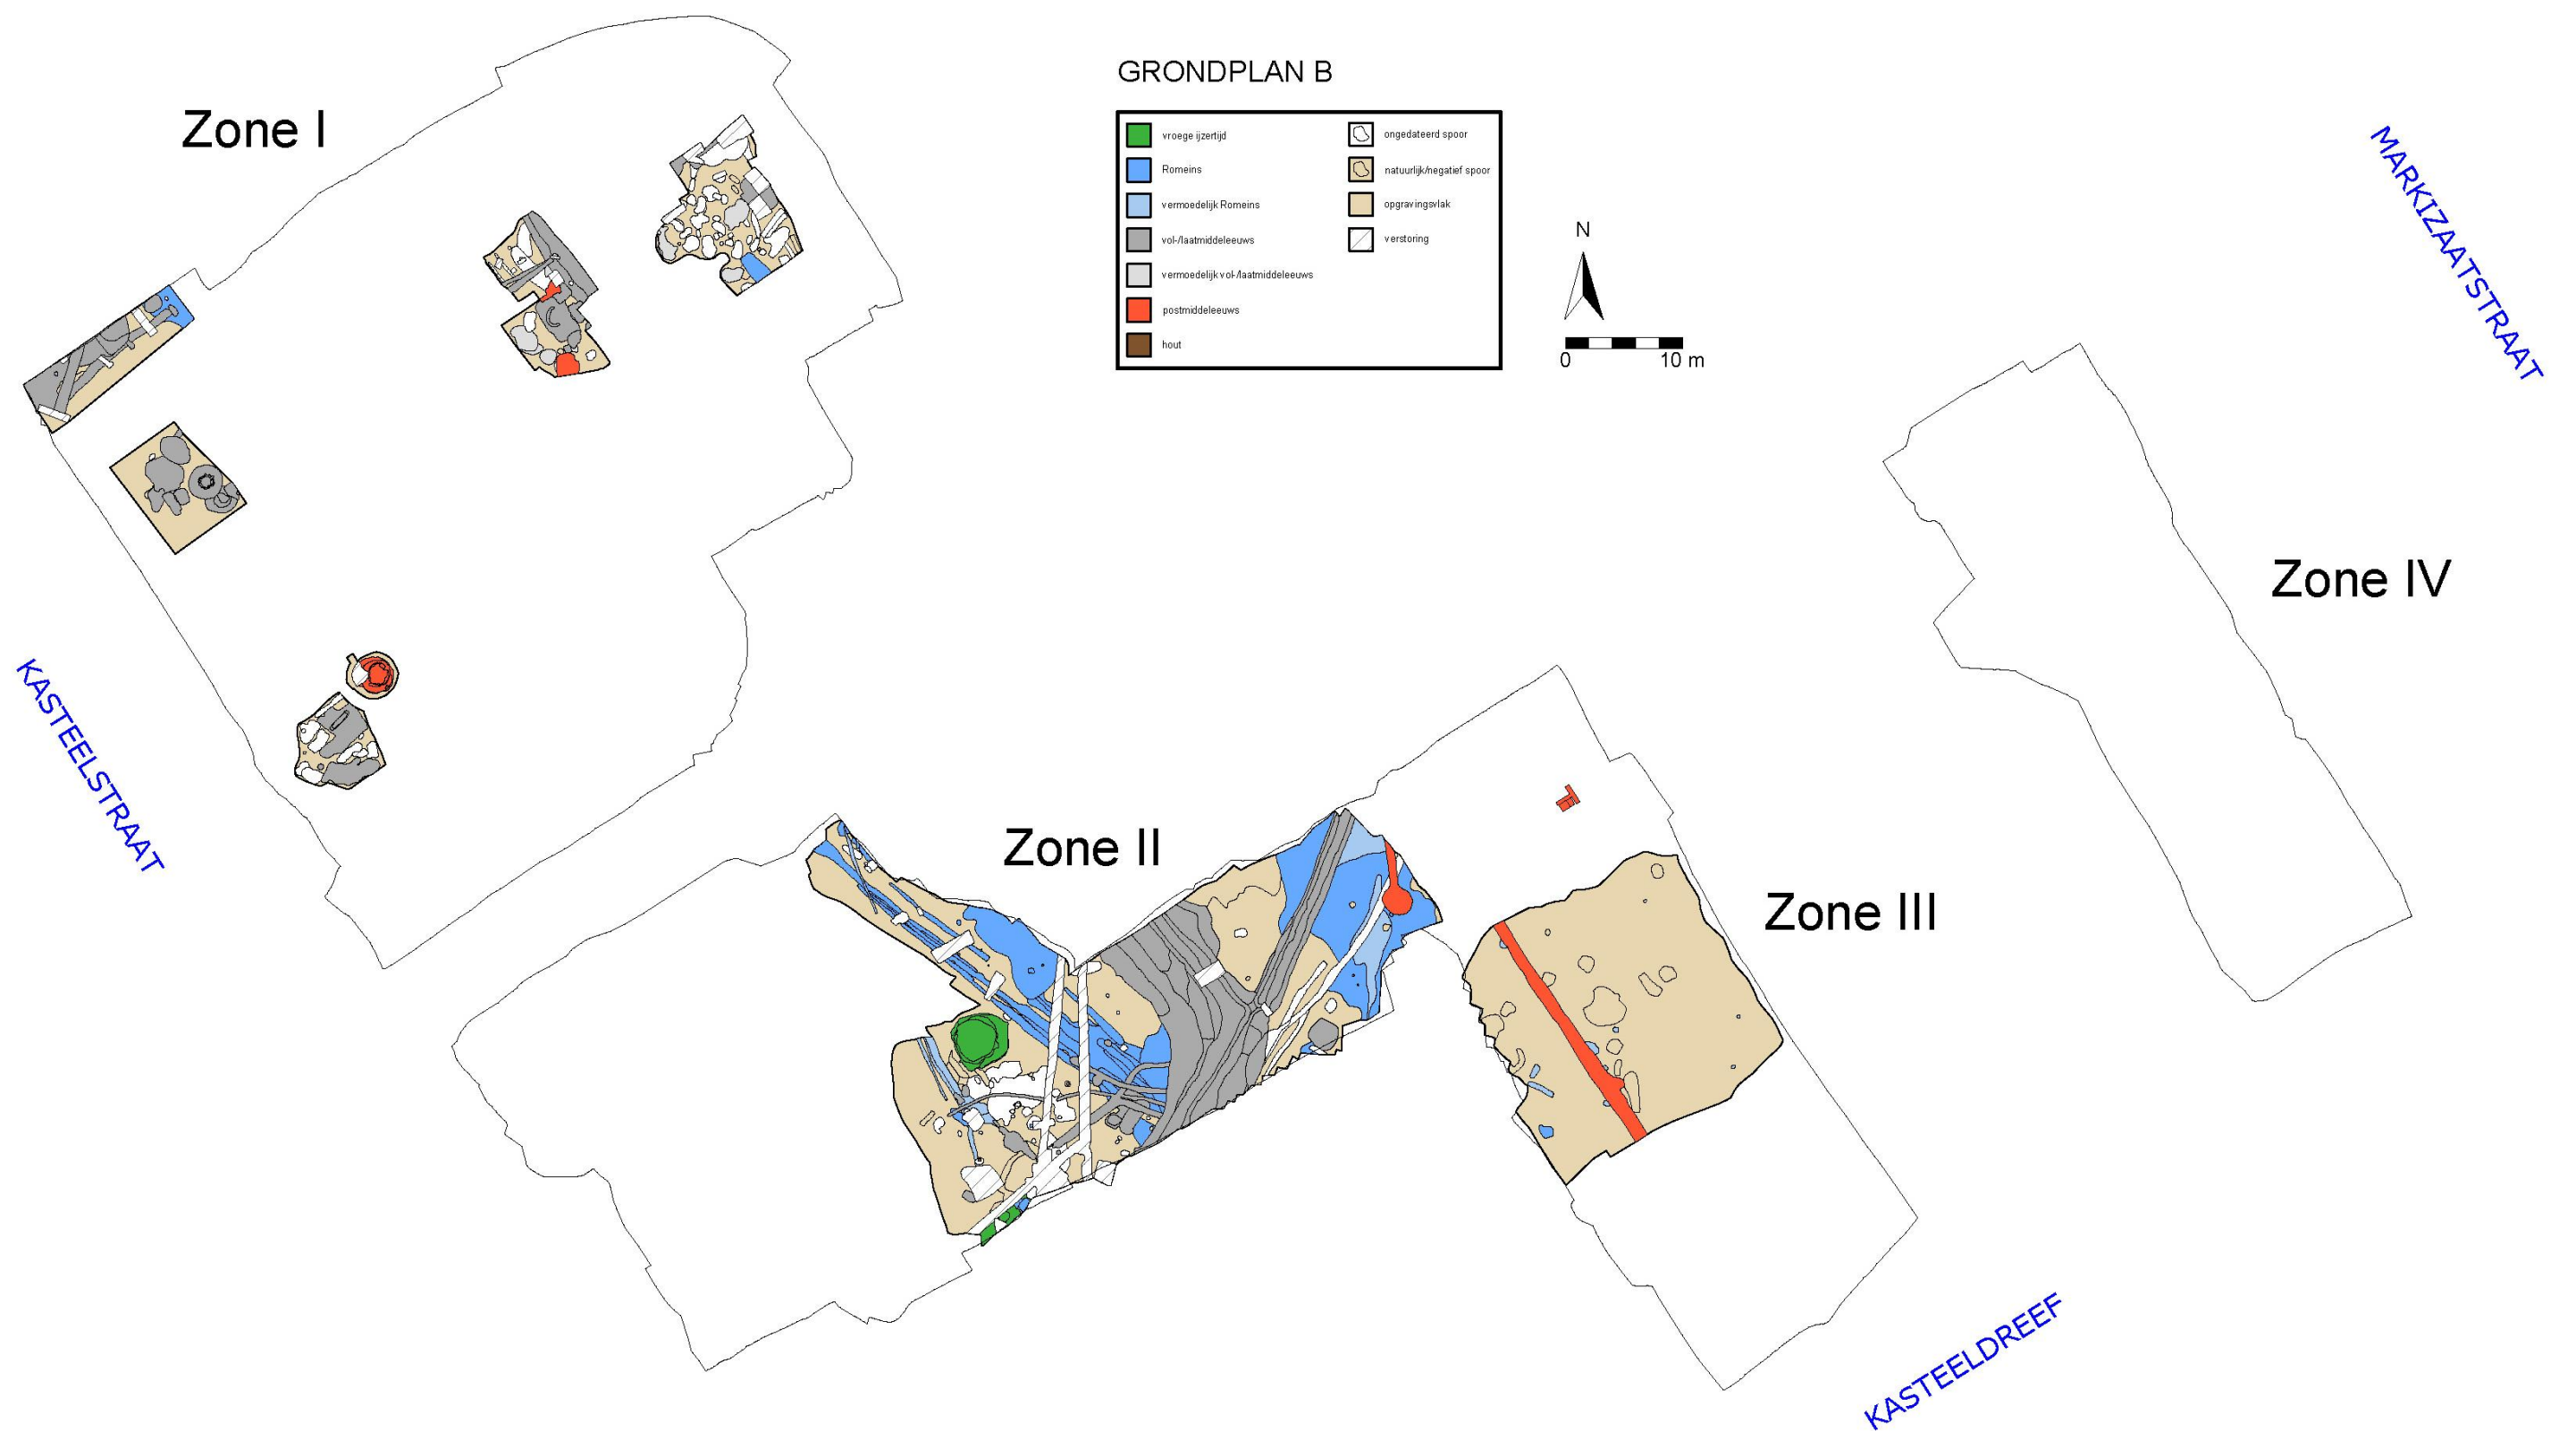 GRONDPLAN B
Zone I
vroege ijzertijd
Romeins
vermoedelijk Romeins
vol-/laatmiddeleeuws
vermoedelijk vol-/laatmiddeleeuws
postmiddeleeuws
hout
ongedateerd spoor
natuurlijk/negatief spoor
opgravingsvlak
verstoring
N
0 10 m
MARKIZAATSTRAAT
Zone IV
KASTEELSTRAAT
Zone II
Zone III
KASTEELDREEF